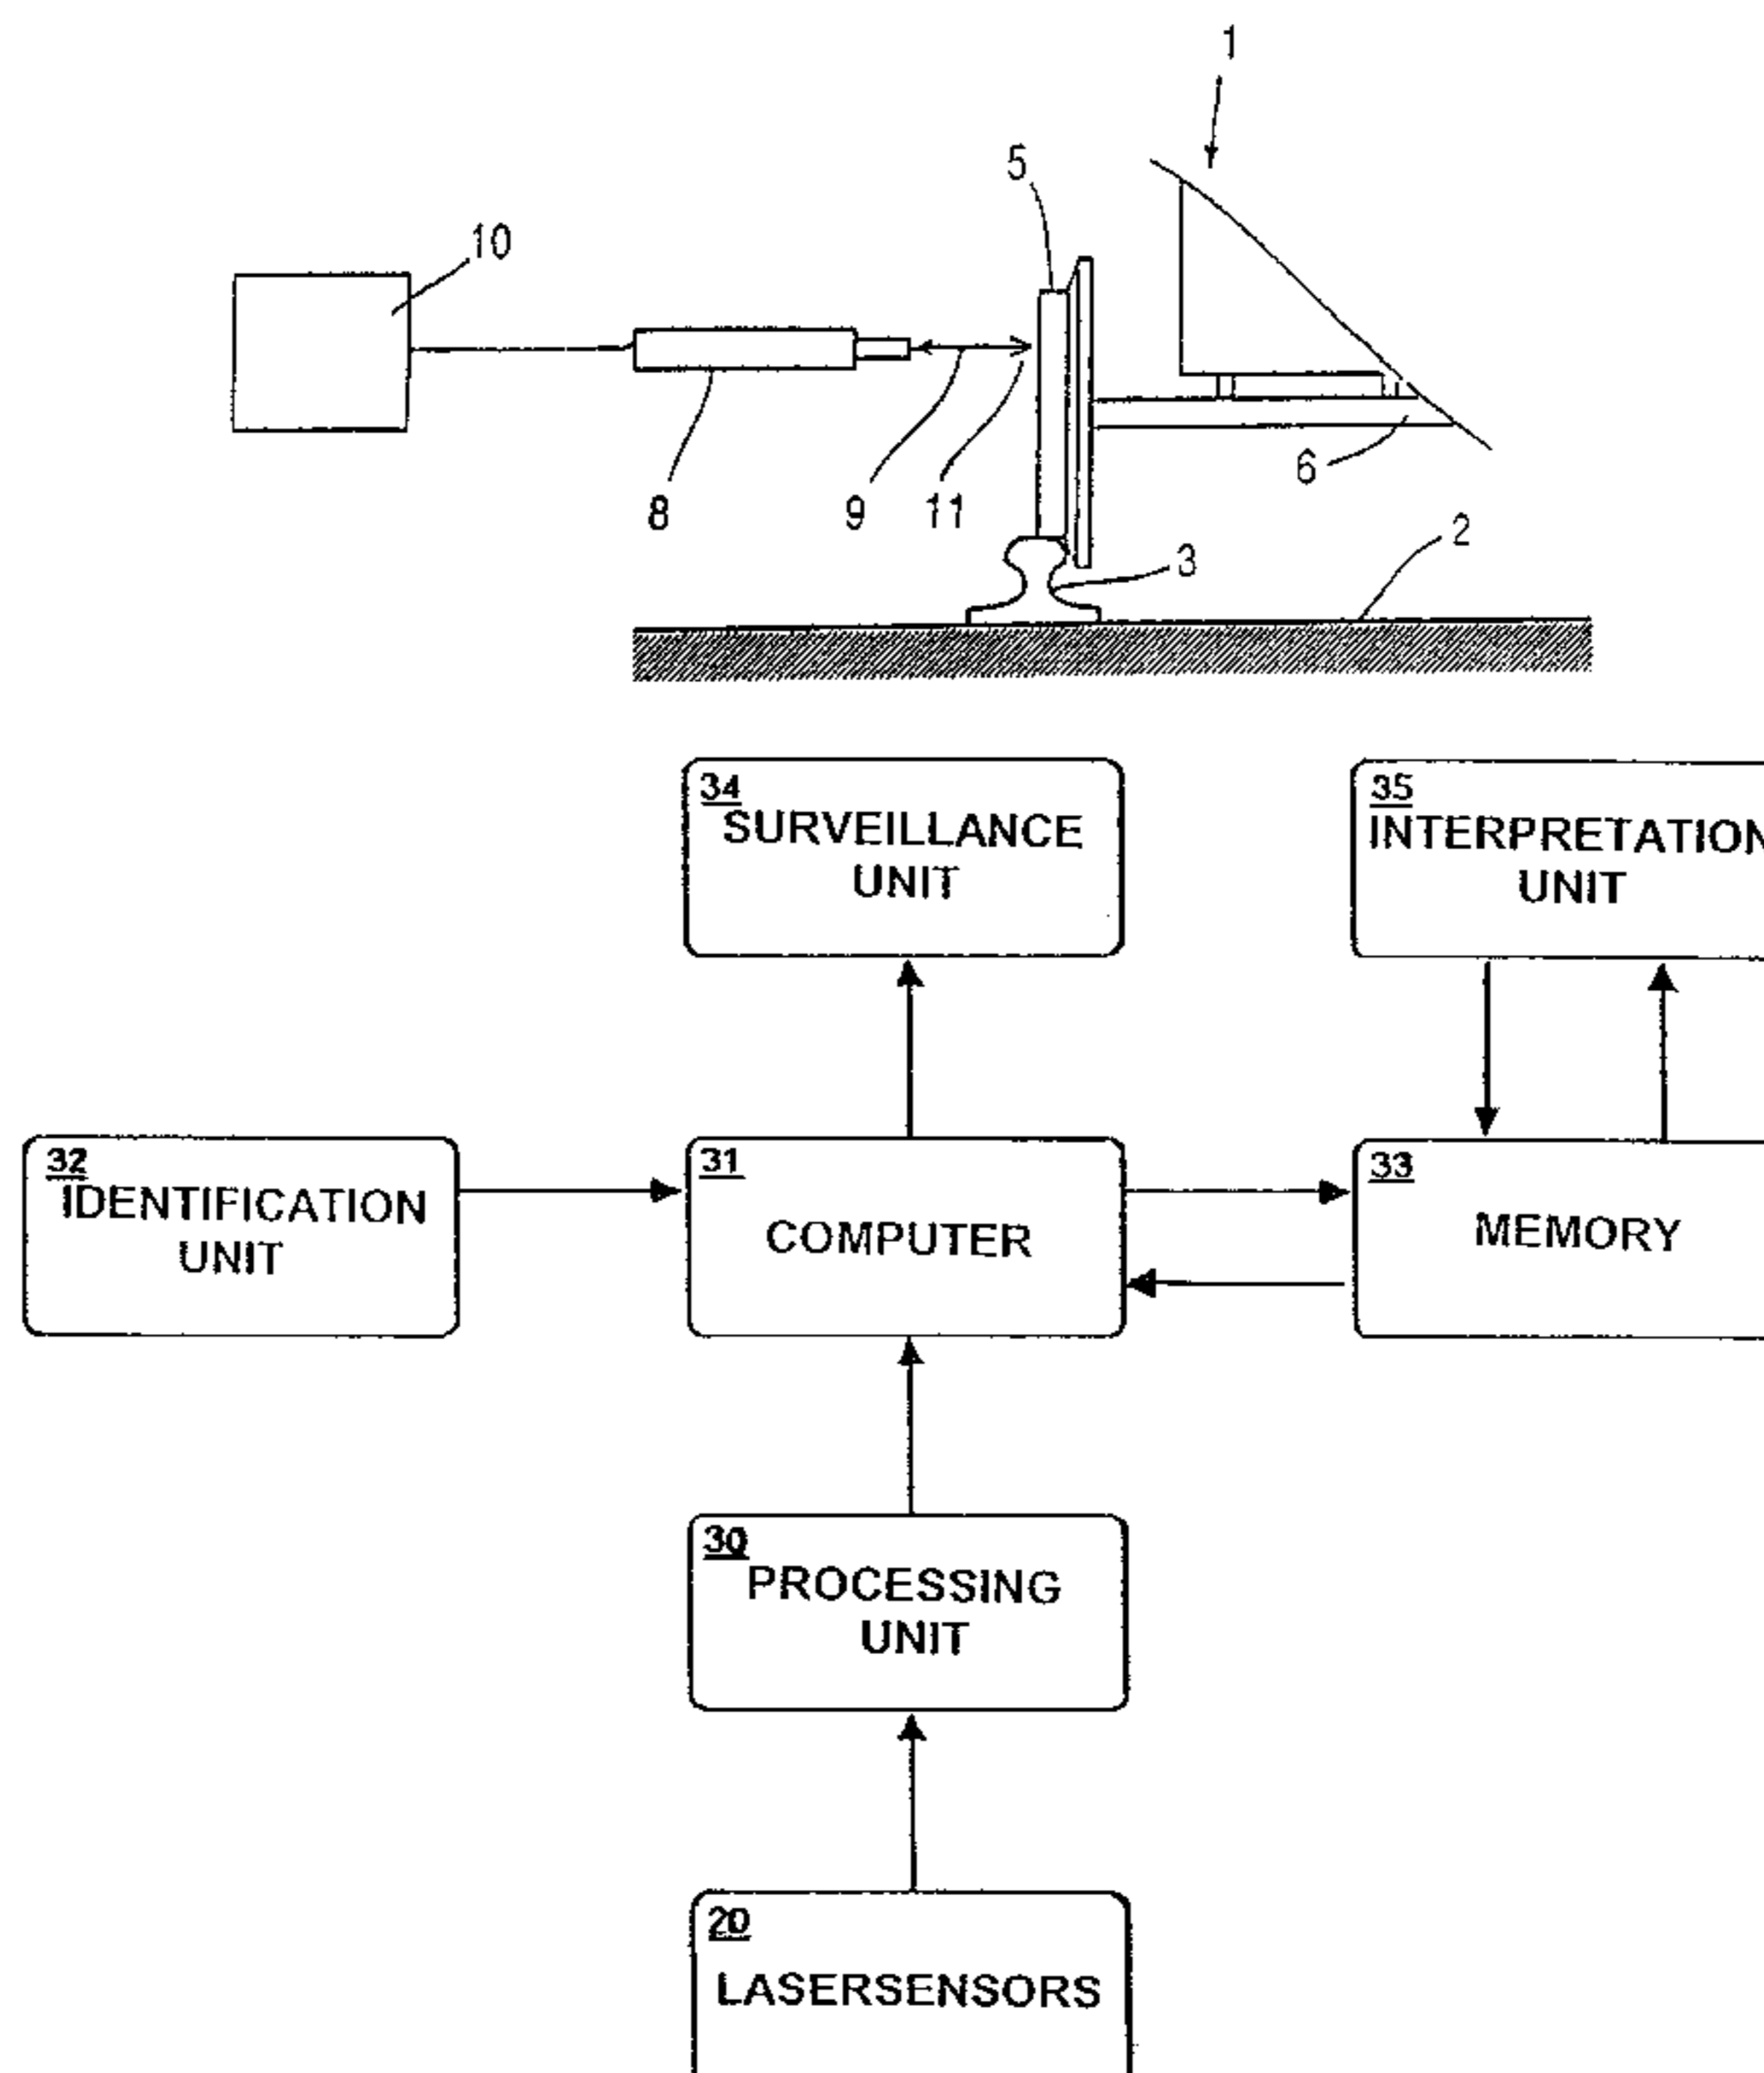 1
5
10
6
8
9
11
2
3
34
SURVEILLANCE
UNIT
35
INTERPRETATION
UNIT
32
IDENTIFICATION
UNIT
31
COMPUTER
33
MEMORY
30
PROCESSING
UNIT
20
LASERSENSORS